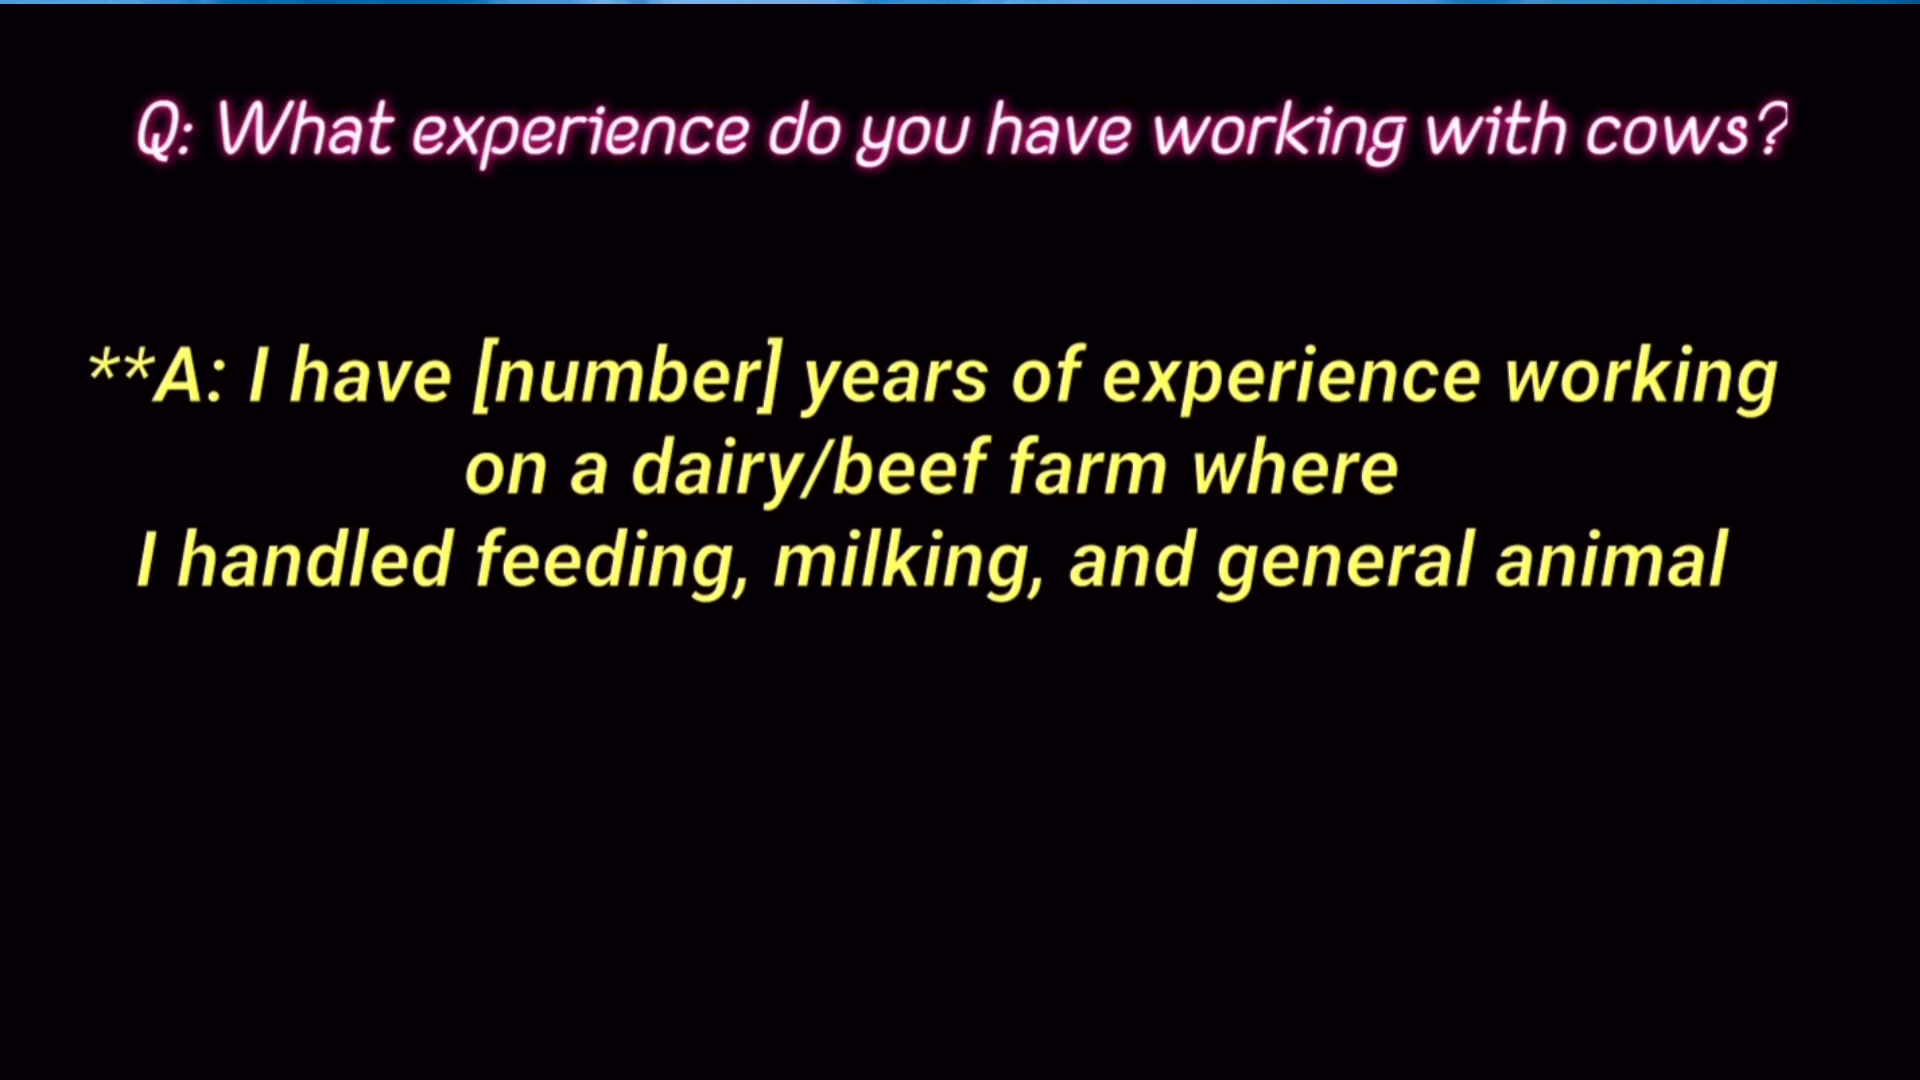 Q: What experience do you have working with cows?
**A: I have [number] years of experience working
on a dairy/beef farm where
I handled feeding, milking, and general animal